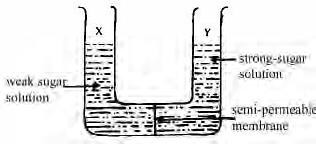 X
Y
strong-sugar
solution
weak sugar
solution
semi-permeable
membrane